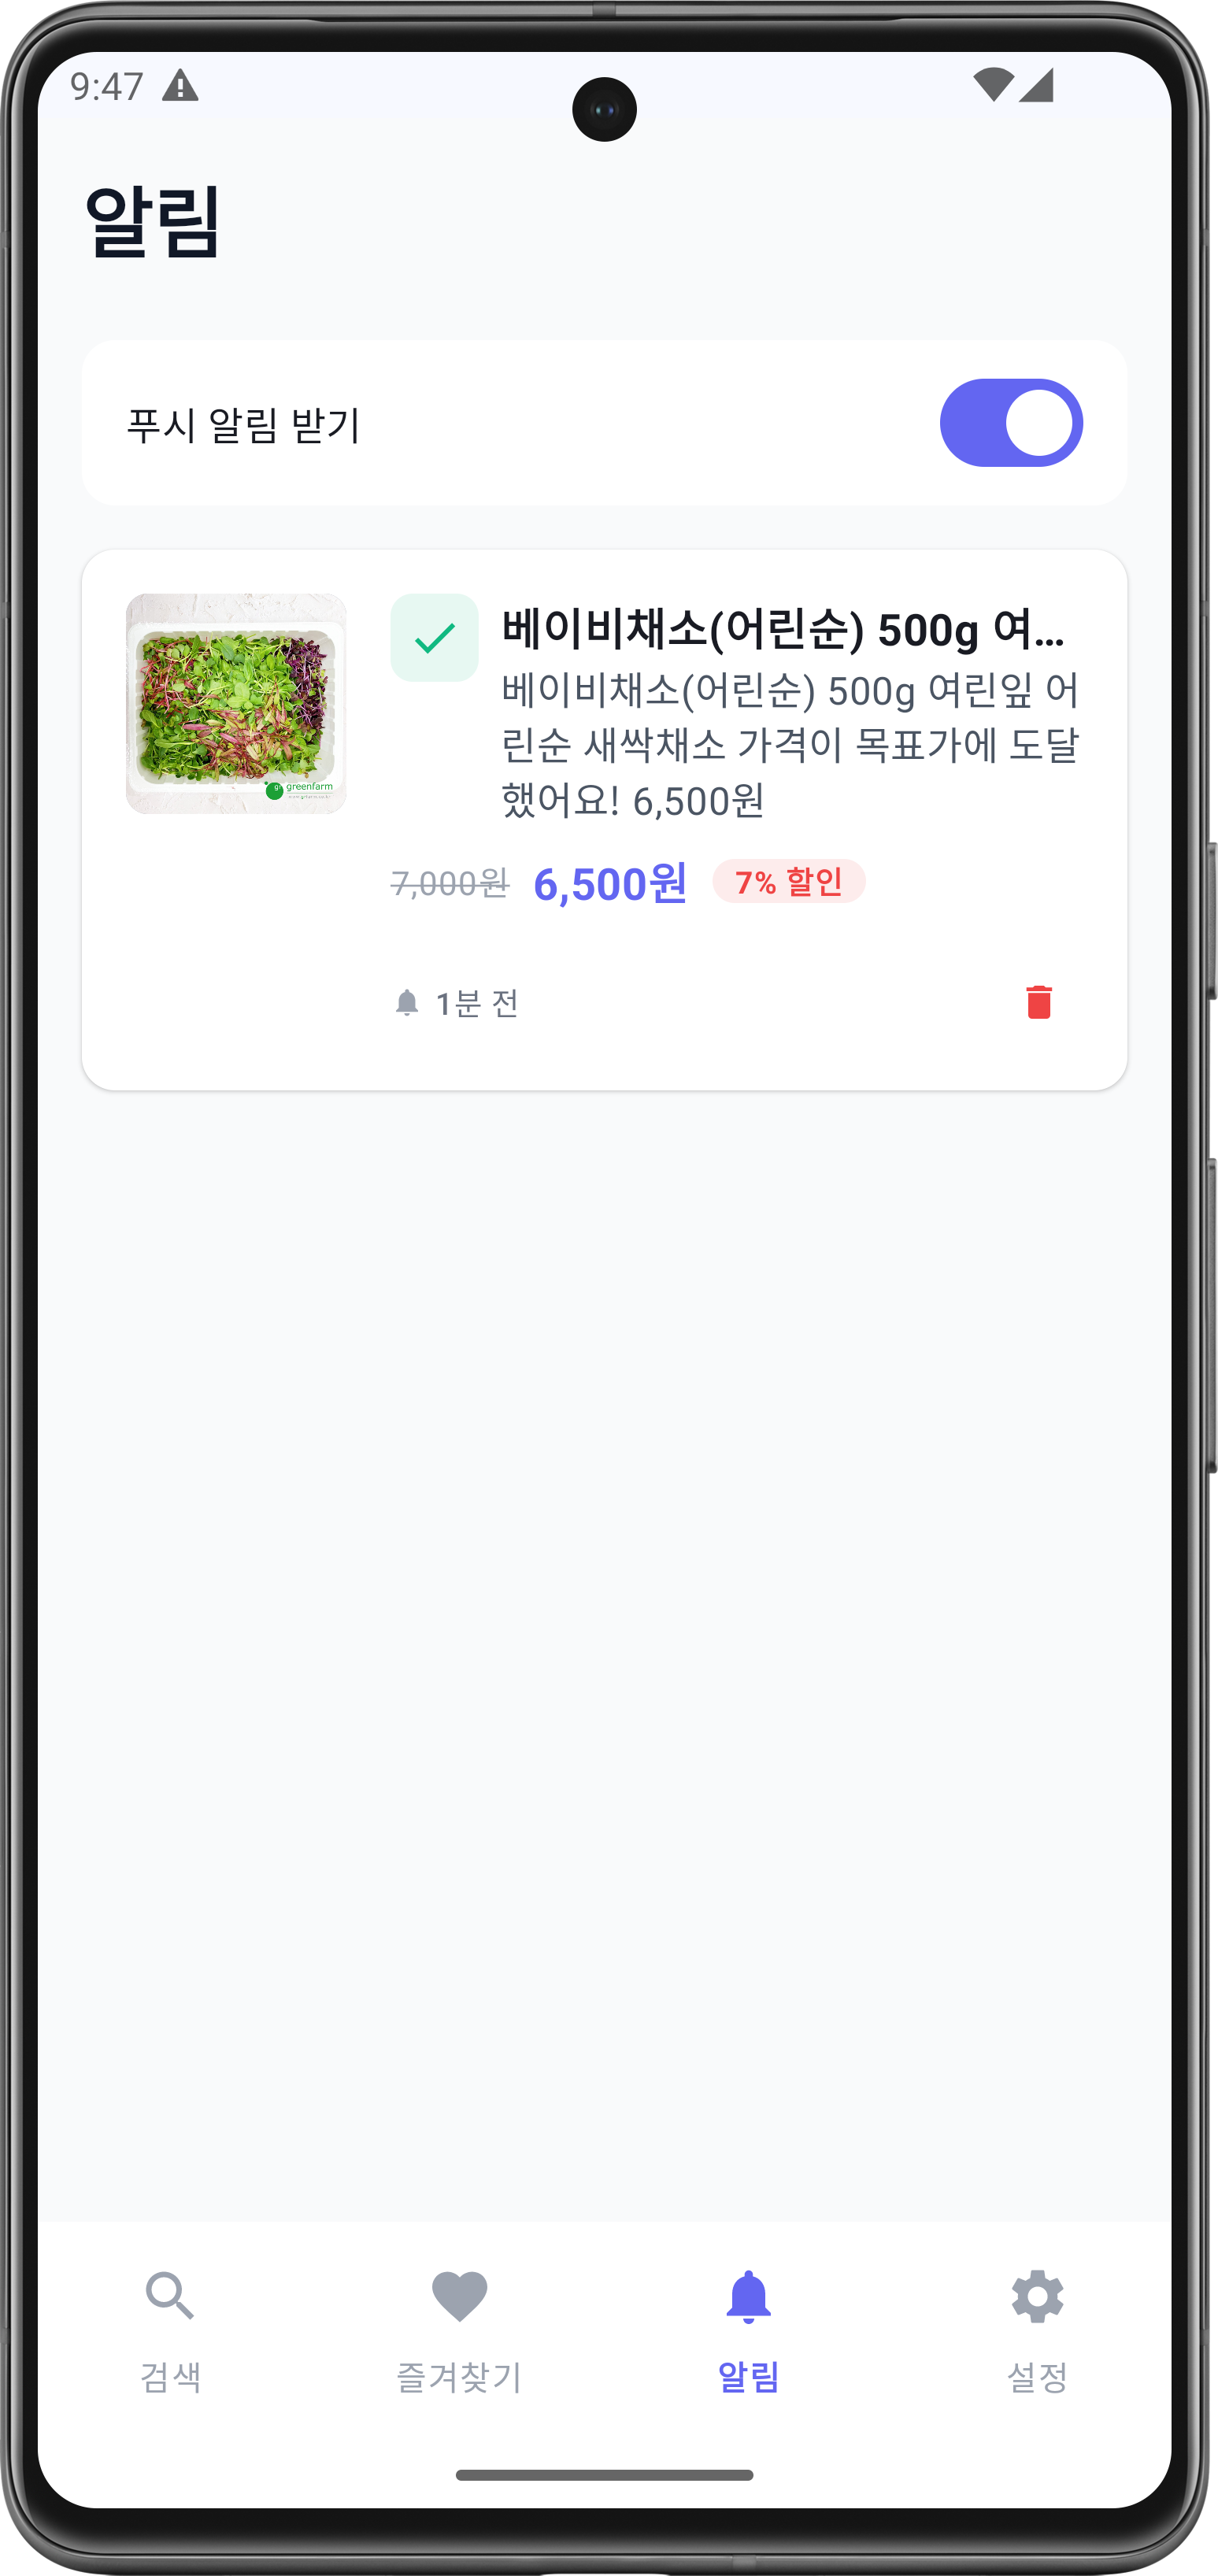 9:47
알림
푸시 알림 받기
베이비채소(어린순) 500g 여...
베이비채소(어린순) 500g 여린잎 어
린순 새싹채소 가격이 목표가에 도달
했어요! 6,500원
greenfarm
7,000원 6,500원 7% 할인
1분 전
검색 즐겨찾기 알림 설정